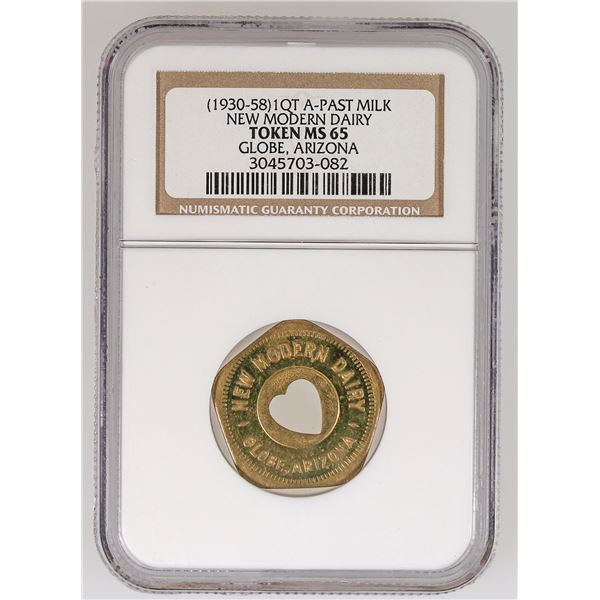 (1930-58)1QT A-PAST MILK
NEW MODERN DAIRY
TOKEN MS 65
GLOBE, ARIZONA
3045703-082
NUMISMATIC GUARANTY CORPORATION
NEW MODERN DAIRY
GLOBE, ARIZONA